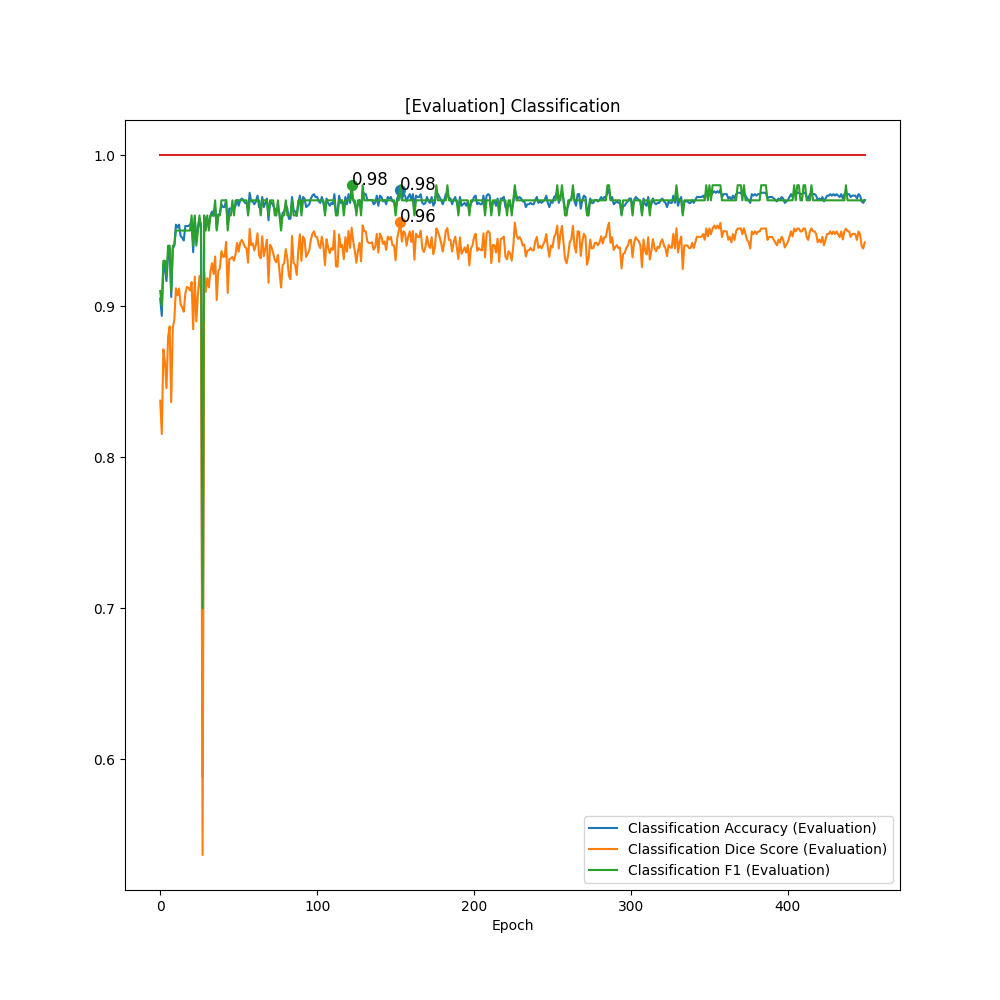 [Evaluation] Classification
1.0
0.9
0.8
0.7
0.6
0.98
0.98
0.96
Classification Accuracy (Evaluation)
Classification Dice Score (Evaluation)
Classification F1 (Evaluation)
0 100 200 300 400
Epoch